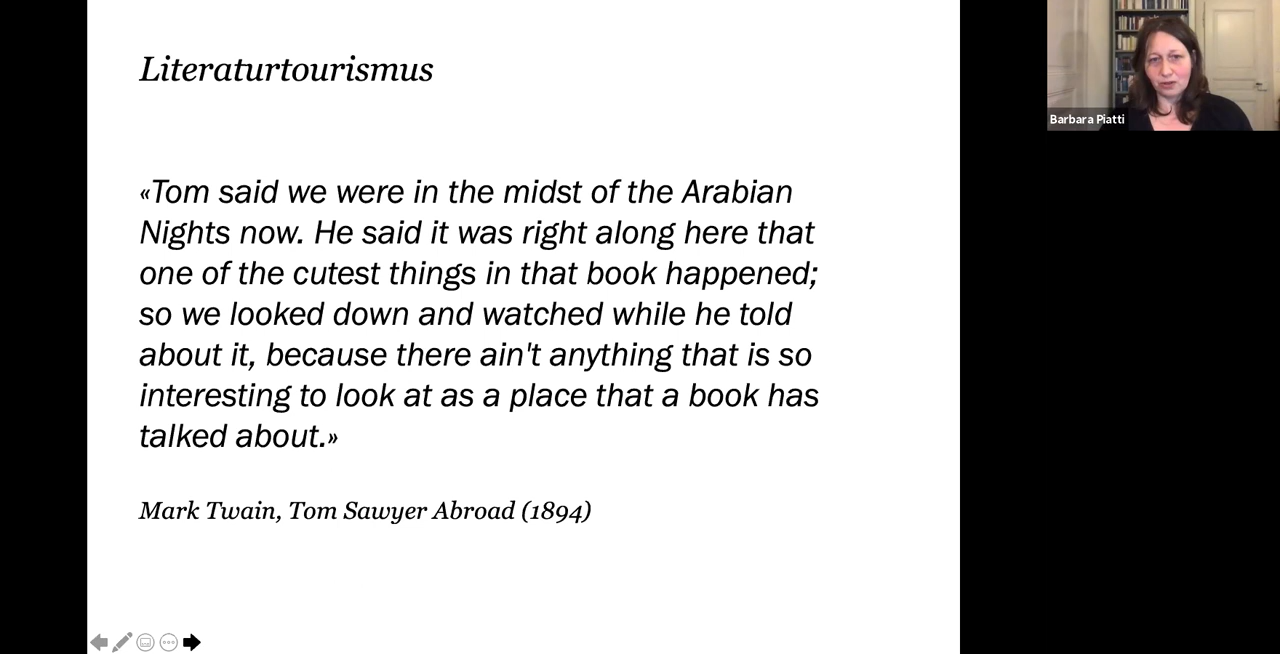 Literaturtourismus
«Tom said we were in the midst of the Arabian
Nights now. He said it was right along here that
one of the cutest things in that book happened;
so we looked down and watched while he told
about it, because there ain't anything that is so
interesting to look at as a place that a book has
talked about.»
Mark Twain, Tom Sawyer Abroad (1894)
Barbara Piatti